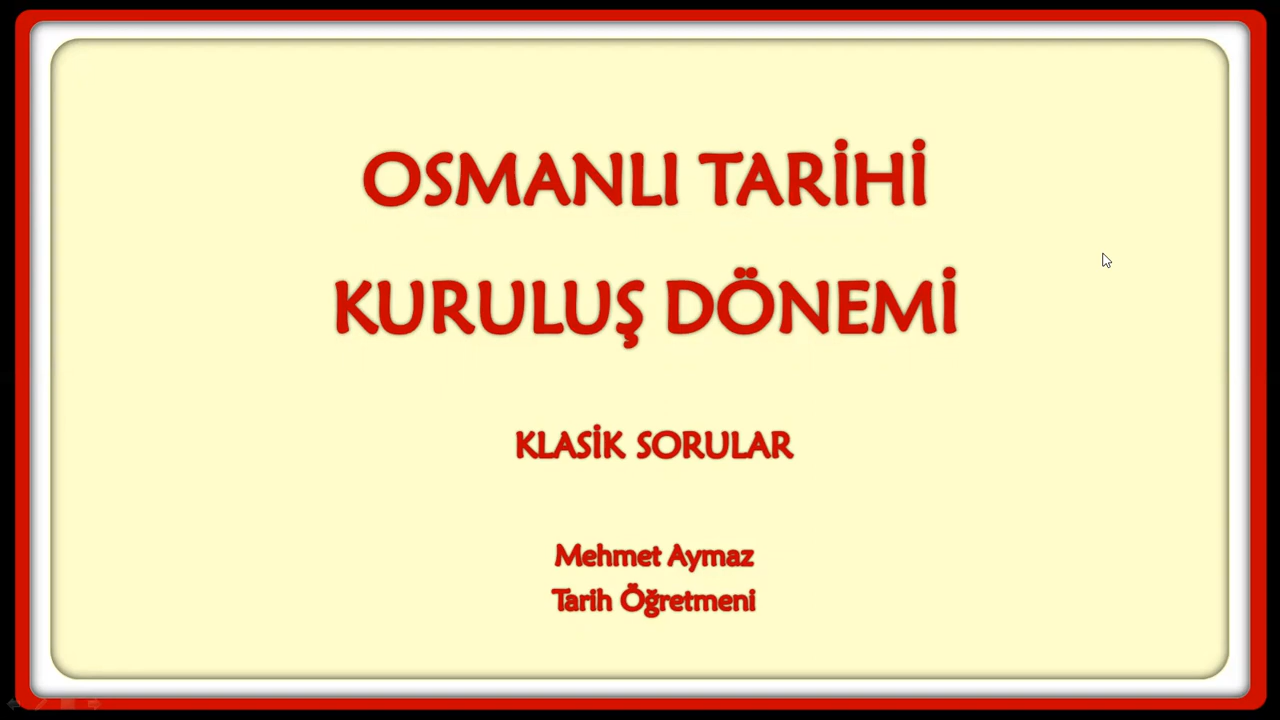 OSMANLI TARİHİ
KURULUŞ DÖNEMİ
KLASİK SORULAR
Mehmet Aymaz
Tarih Öğretmeni